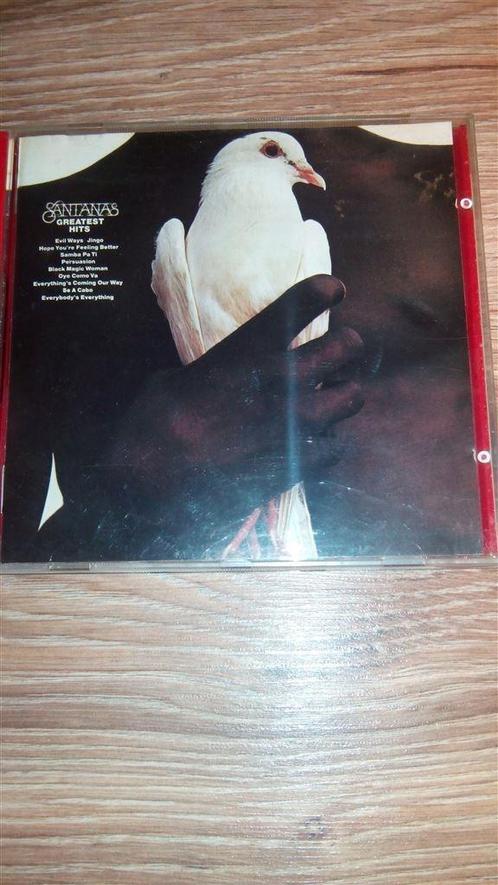 SANTANA'S
GREATEST
HITS
Evil Ways Jingo
Hope You're Feeling Better
Samba Pa Ti
Persuasion
Black Magic Woman
Oye Como Va
Everything's Coming Our Way
Se A Cabo
Everybody's Everything